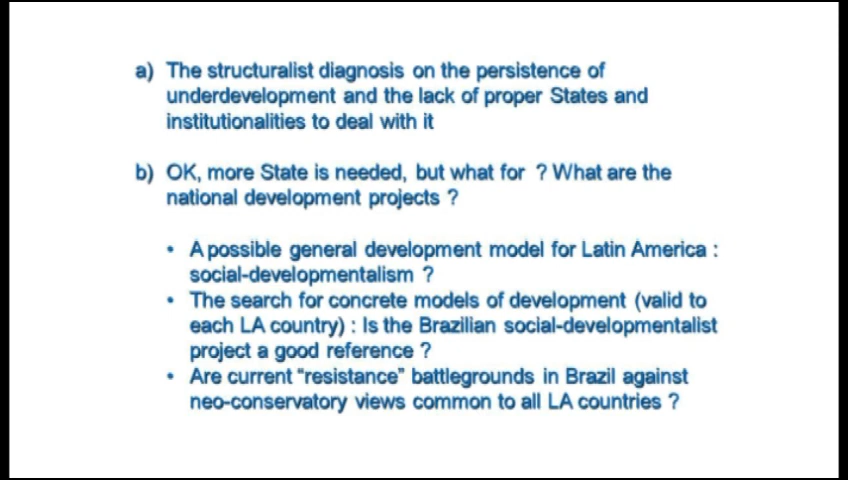 a) The structuralist diagnosis on the persistence of
underdevelopment and the lack of proper States and
institutionalities to deal with it
b) OK, more State is needed, but what for ? What are the
national development projects ?
• A possible general development model for Latin America :
social-developmentalism ?
• The search for concrete models of development (valid to
each LA country) : Is the Brazilian social-developmentalist
project a good reference ?
• Are current "resistance" battlegrounds in Brazil against
neo-conservatory views common to all LA countries ?